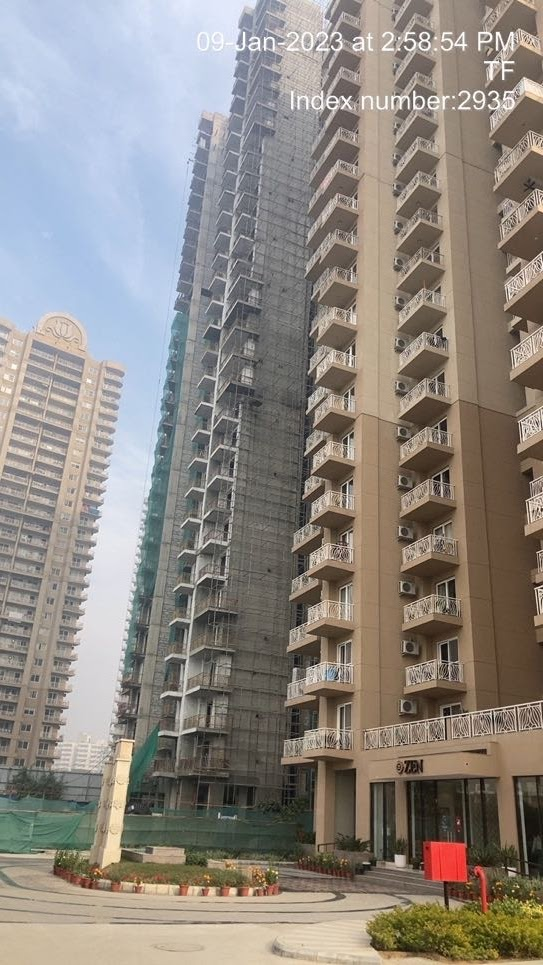 09-Jan-2023 at 2:58:54 PM
TF
Index number:2935
ZEN